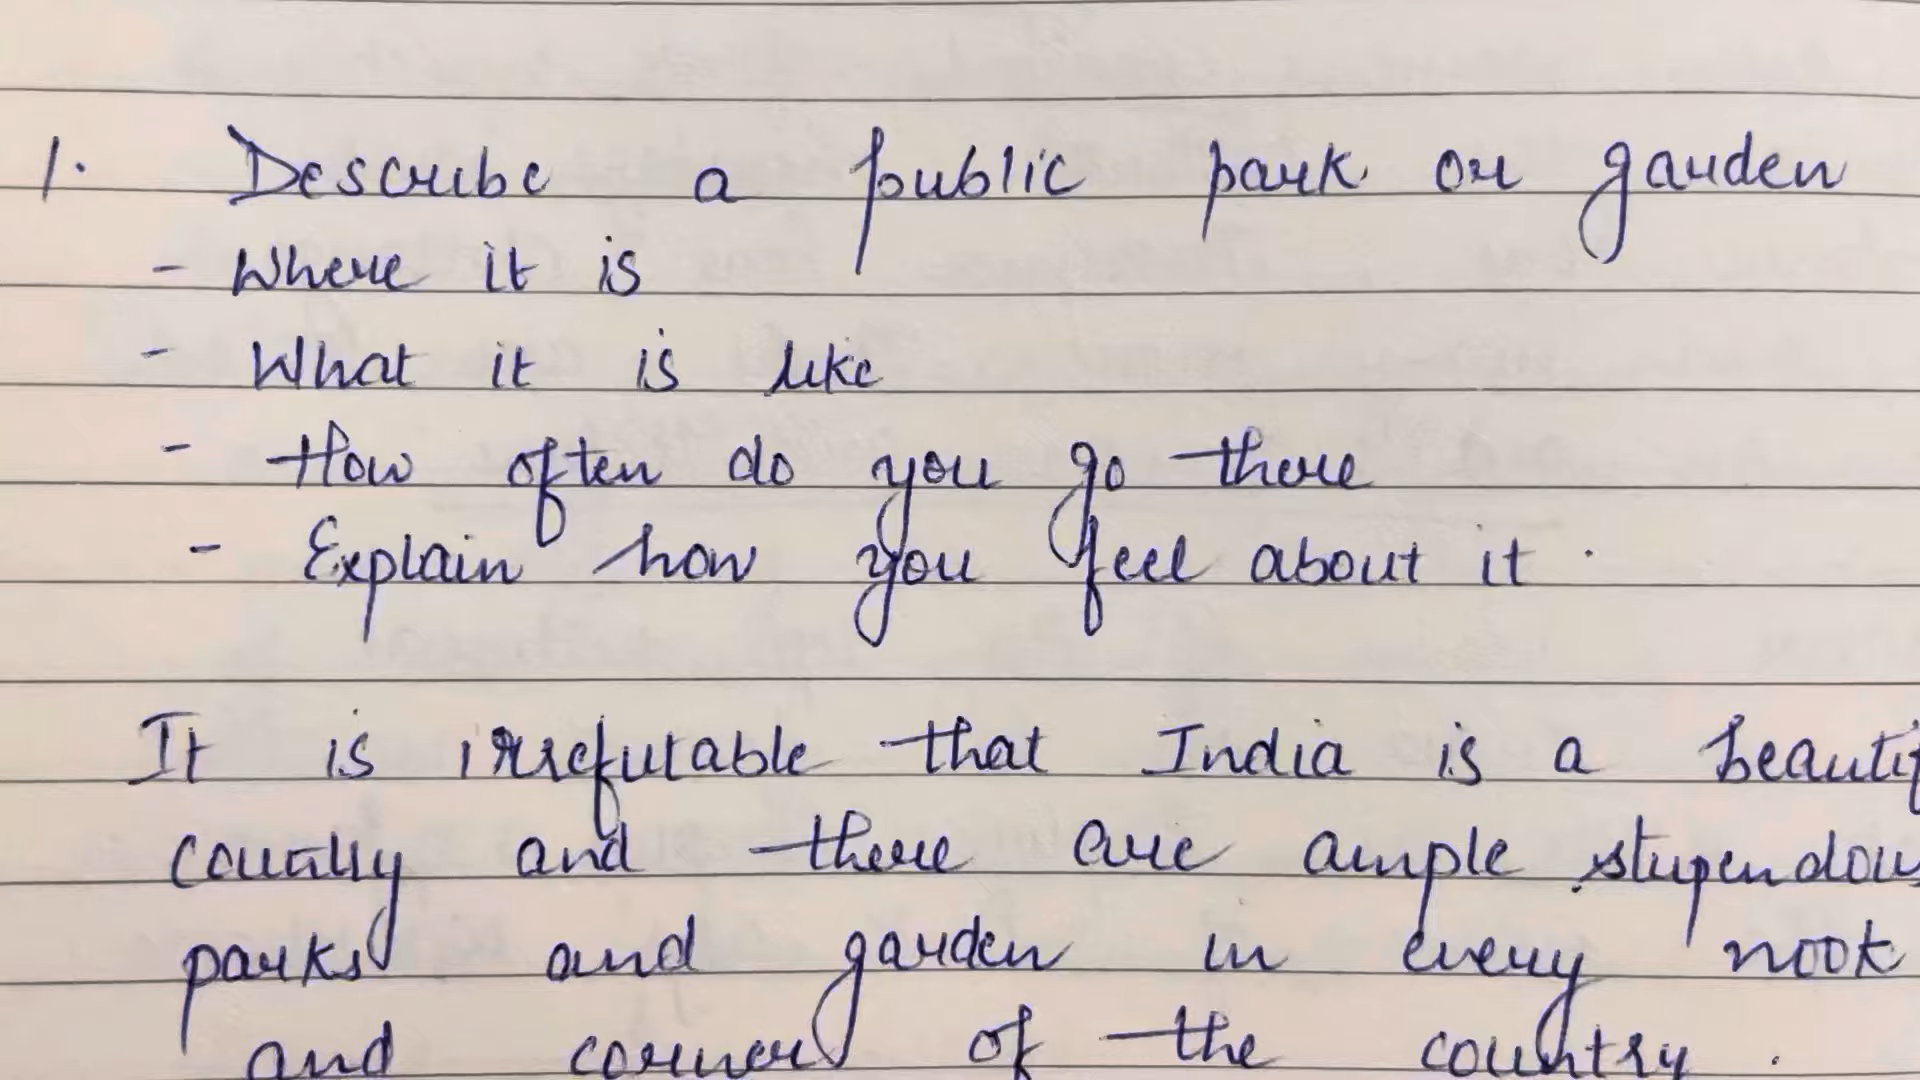 1. Describe a public park or garden
- Where it is
- What it is like
- How often do you go there
- Explain how you feel about it.
It is irrefutable that India is a beautif
country and there are ample stupendous
parks and garden in every nook
and corner of the country.